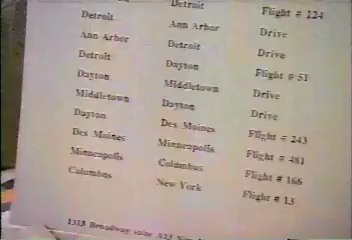 Detroit Flight # 124
Detroit Ann Arbor Drive
Ann Arbor Detroit Drive
Detroit Dayton Flight # 51
Dayton Middletown Drive
Middletown Dayton Drive
Dayton Des Moines Flight # 243
Des Moines Minneapolis Flight # 481
Minneapolis Columbus Flight # 166
Columbus New York Flight # 13
1313 Broadway suite